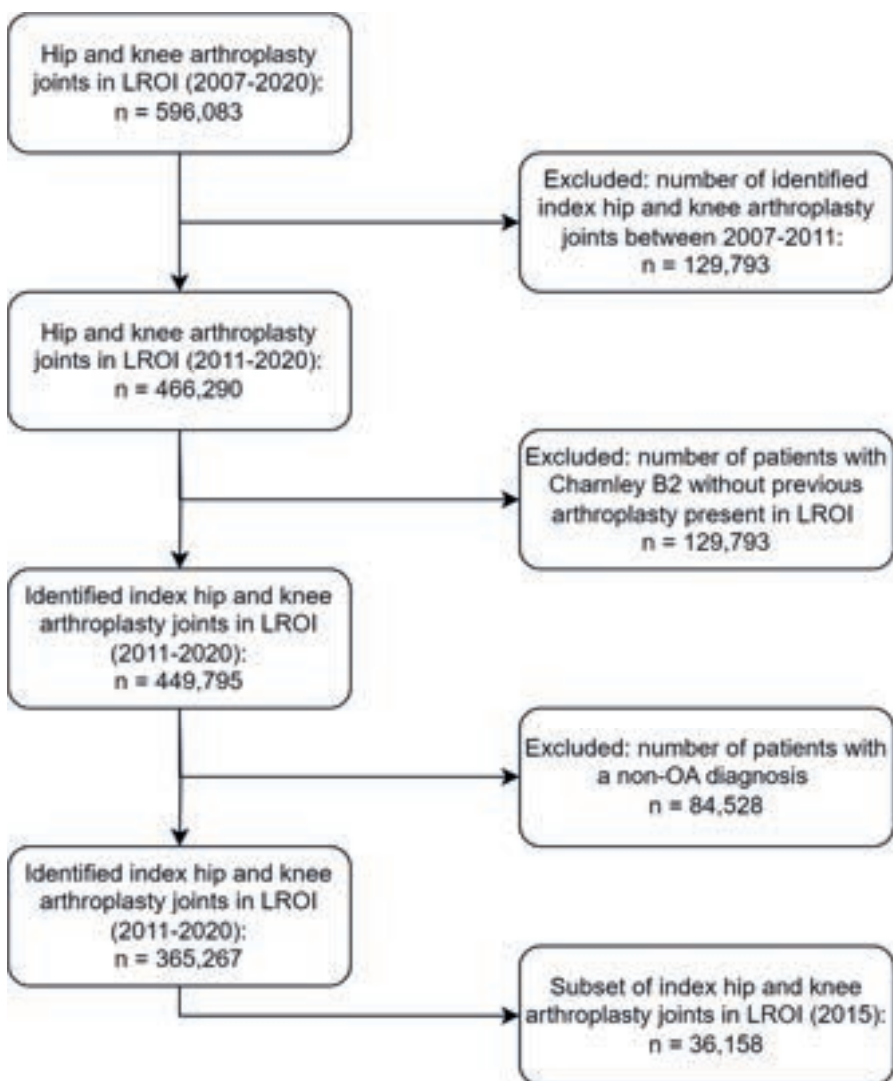 Hip and knee arthroplasty
joints in LROI (2007-2020):
n = 596,083
Excluded: number of identified
index hip and knee arthroplasty
joints between 2007-2011:
n = 129,793
Hip and knee arthroplasty
joints in LROI (2011-2020):
n = 466,290
Excluded: number of patients with
Charnley B2 without previous
arthroplasty present in LROI
n = 129,793
Identified index hip and knee
arthroplasty joints in LROI
(2011-2020):
n = 449,795
Excluded: number of patients with
a non-OA diagnosis
n = 84,528
Identified index hip and knee
arthroplasty joints in LROI
(2011-2020):
n = 365,267
Subset of index hip and knee
arthroplasty joints in LROI (2015):
n = 36,158